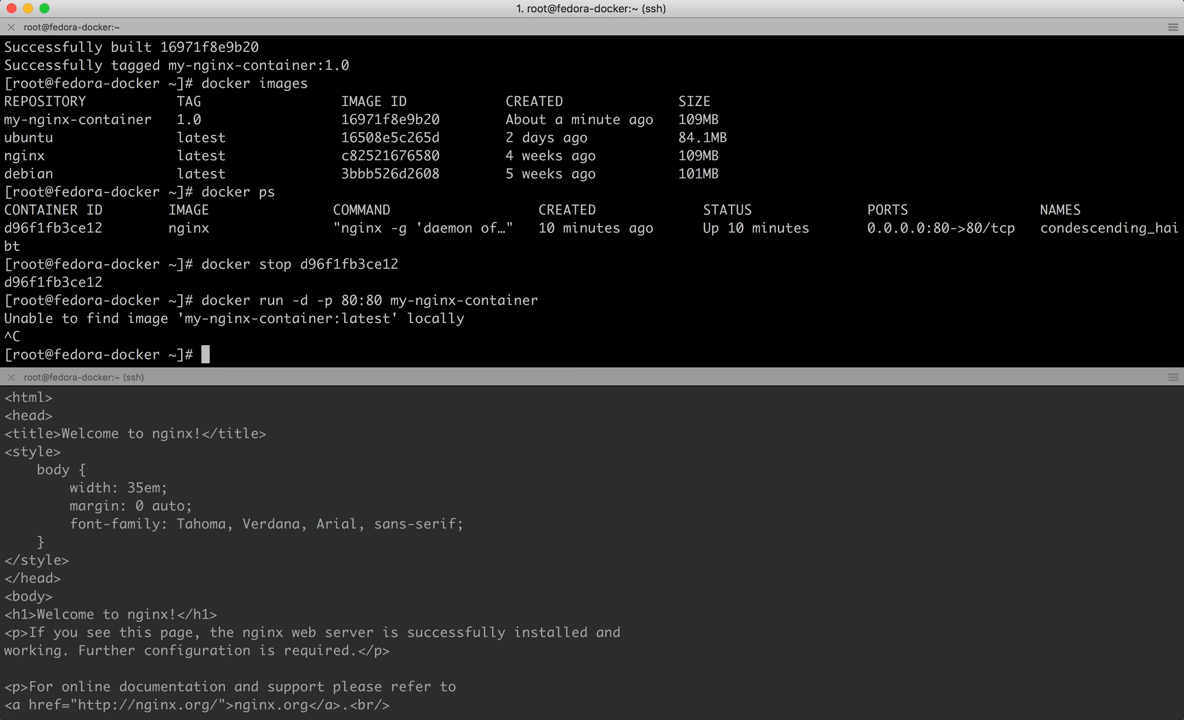 1. root@fedora-docker:~ (ssh)
root@fedora-docker:~
Successfully built 16971f8e9b20
Successfully tagged my-nginx-container:1.0
[root@fedora-docker ~]# docker images
REPOSITORY TAG IMAGE ID CREATED SIZE
my-nginx-container 1.0 16971f8e9b20 About a minute ago 109MB
ubuntu latest 16508e5c265d 2 days ago 84.1MB
nginx latest c82521676580 4 weeks ago 109MB
debian latest 3bbb526d2608 5 weeks ago 101MB
[root@fedora-docker ~]# docker ps
CONTAINER ID IMAGE COMMAND CREATED STATUS PORTS NAMES
d96f1fb3ce12 nginx "nginx -g 'daemon of…" 10 minutes ago Up 10 minutes 0.0.0.0:80->80/tcp condescending_hai
bt
[root@fedora-docker ~]# docker stop d96f1fb3ce12
d96f1fb3ce12
[root@fedora-docker ~]# docker run -d -p 80:80 my-nginx-container
Unable to find image 'my-nginx-container:latest' locally
^C
[root@fedora-docker ~]#
root@fedora-docker:~ (ssh)
<html>
<head>
<title>Welcome to nginx!</title>
<style>
    body {
        width: 35em;
        margin: 0 auto;
        font-family: Tahoma, Verdana, Arial, sans-serif;
    }
</style>
</head>
<body>
<h1>Welcome to nginx!</h1>
<p>If you see this page, the nginx web server is successfully installed and
working. Further configuration is required.</p>
<p>For online documentation and support please refer to
<a href="http://nginx.org/">nginx.org</a>.<br/>